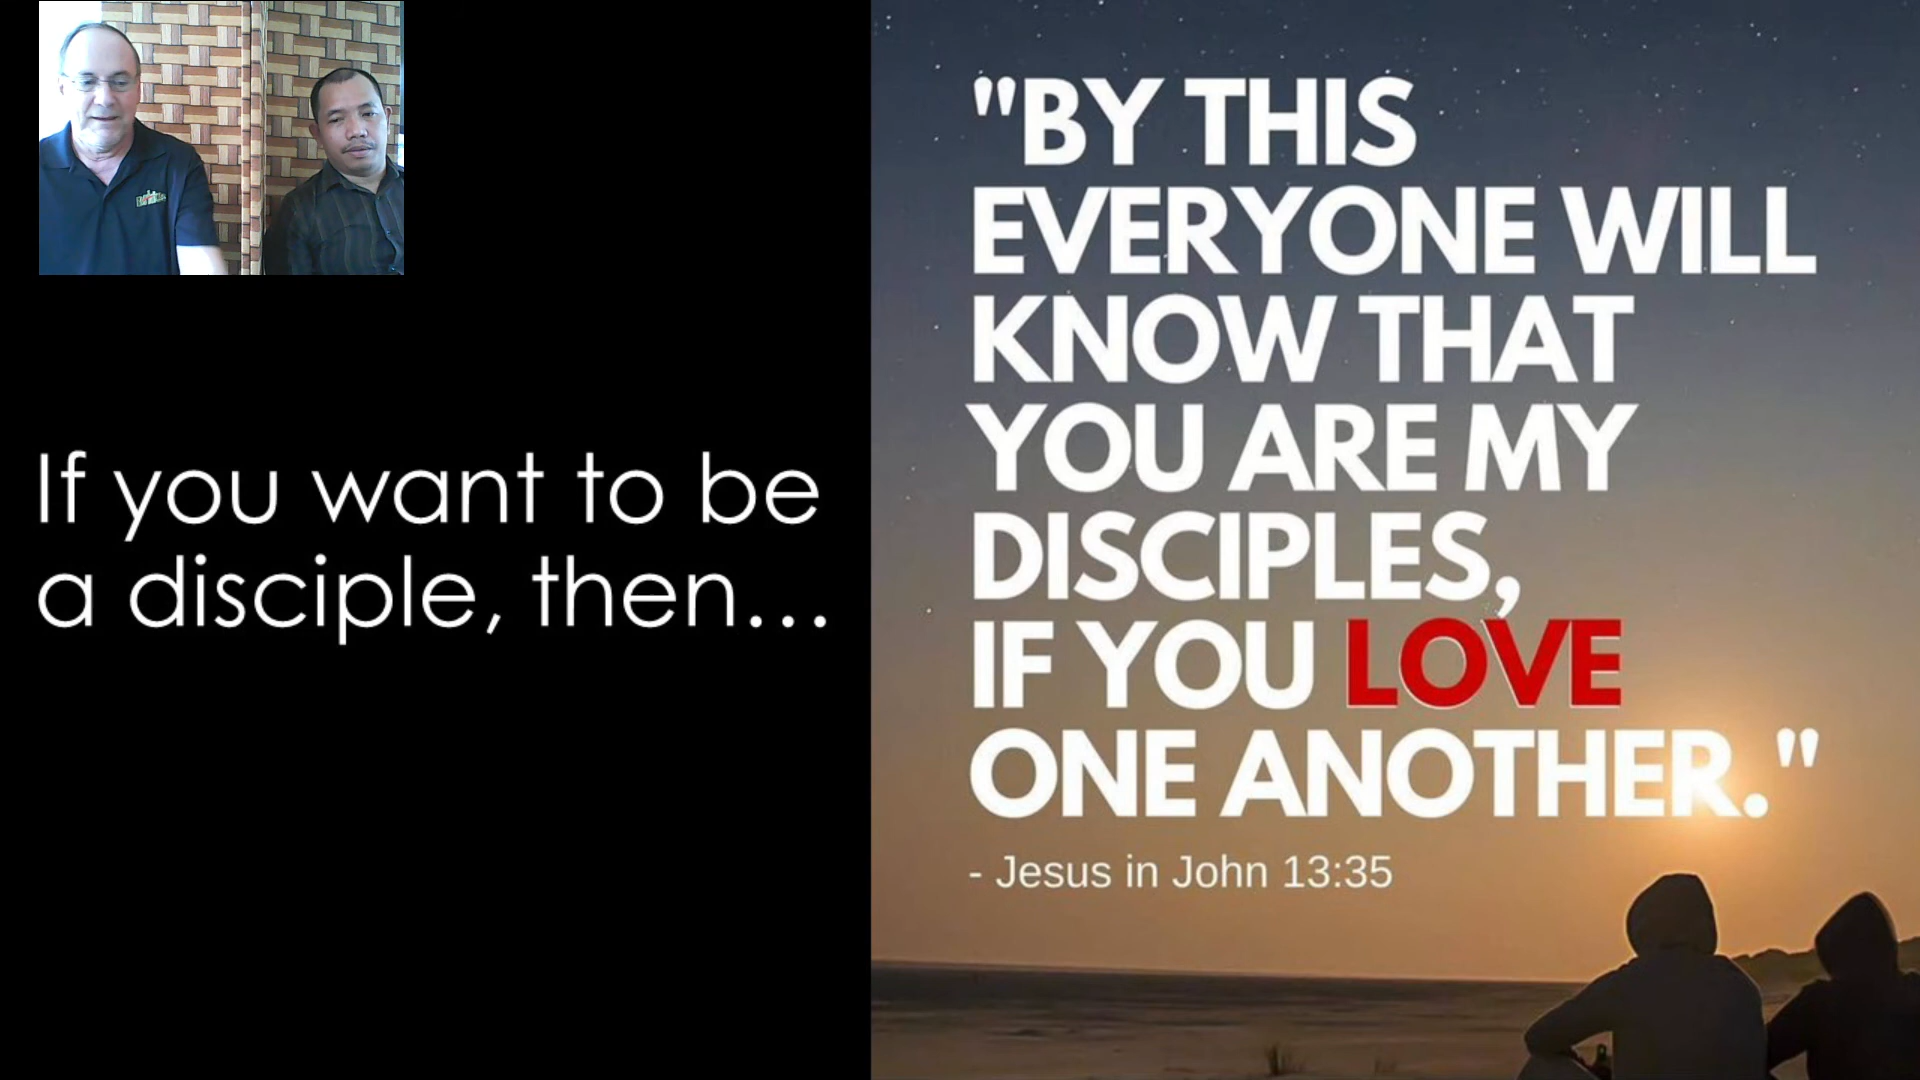 If you want to be
a disciple, then...
"BY THIS
EVERYONE WILL
KNOW THAT
YOU ARE MY
DISCIPLES,
IF YOU LOVE
ONE ANOTHER."
- Jesus in John 13:35